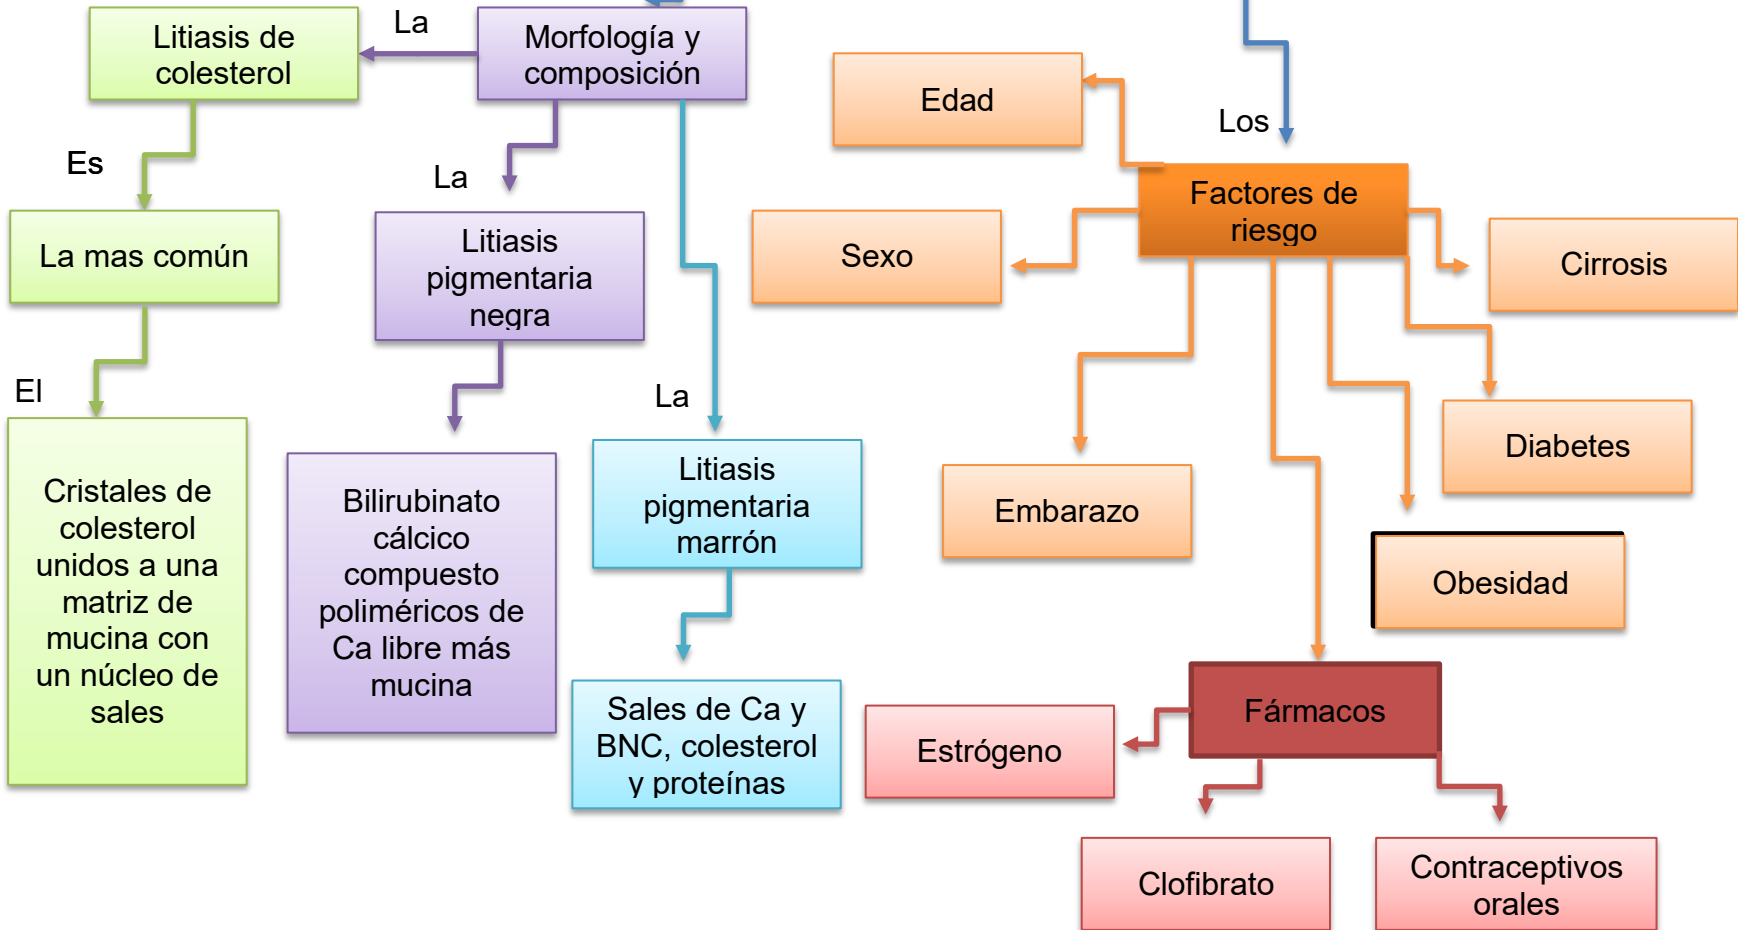 La
Litiasis de
colesterol
Morfología y
composición
Edad
Los
Es
La
Factores de
riesgo
La mas común
Litiasis
pigmentaria
negra
Sexo
Cirrosis
El
La
Cristales de
colesterol
unidos a una
matriz de
mucina con
un núcleo de
sales
Bilirubinato
cálcico
compuesto
poliméricos de
Ca libre más
mucina
Litiasis
pigmentaria
marrón
Embarazo
Diabetes
Obesidad
Sales de Ca y
BNC, colesterol
y proteínas
Estrógeno
Fármacos
Clofibrato
Contraceptivos
orales